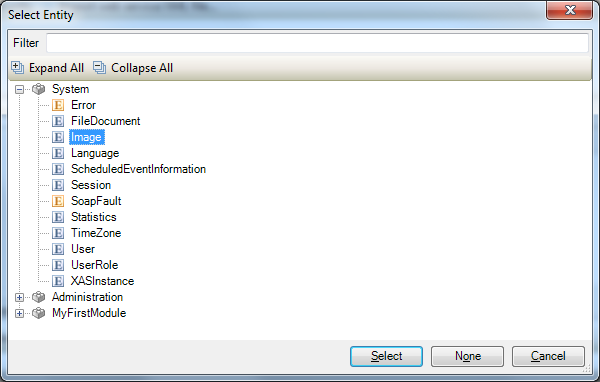 Select Entity
Filter
Expand All Collapse All
System
Error
FileDocument
Image
Language
ScheduledEventInformation
Session
SoapFault
Statistics
TimeZone
User
UserRole
XASInstance
Administration
MyFirstModule
Select None Cancel